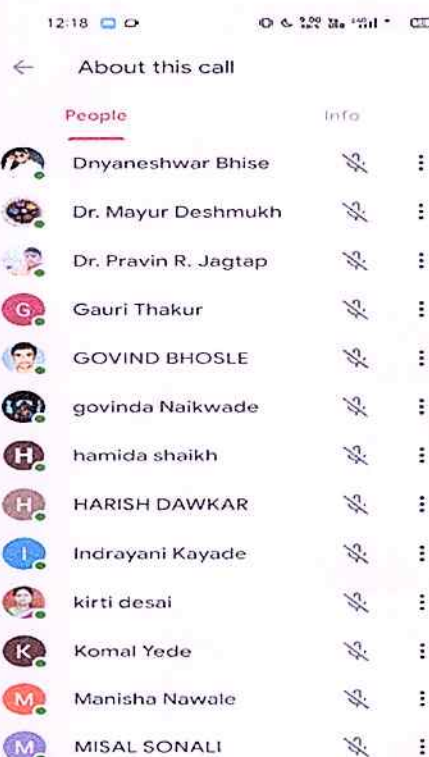 12:18
About this call
People Info
Dnyaneshwar Bhise
Dr. Mayur Deshmukh
Dr. Pravin R. Jagtap
G Gauri Thakur
GOVIND BHOSLE
govinda Naikwade
H hamida shaikh
H HARISH DAWKAR
I Indrayani Kayade
kirti desai
K Komal Yede
M Manisha Nawale
M MISAL SONALI